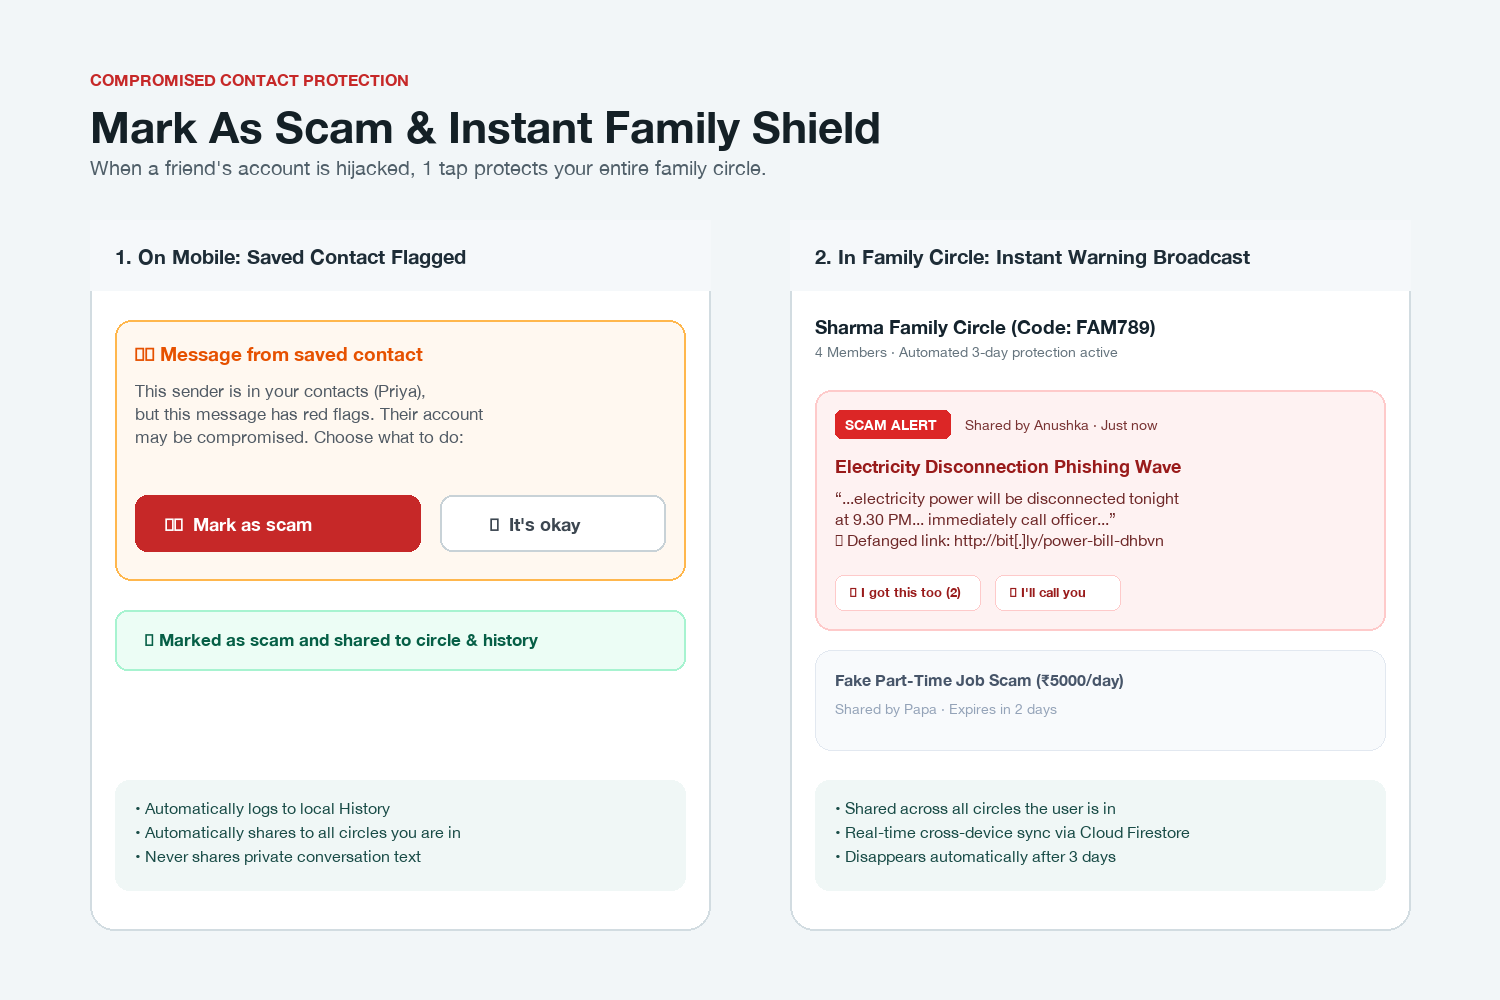 COMPROMISED CONTACT PROTECTION
Mark As Scam & Instant Family Shield
When a friend's account is hijacked, 1 tap protects your entire family circle.
1. On Mobile: Saved Contact Flagged
Message from saved contact
This sender is in your contacts (Priya),
but this message has red flags. Their account
may be compromised. Choose what to do:
Mark as scam
It's okay
Marked as scam and shared to circle & history
• Automatically logs to local History
• Automatically shares to all circles you are in
• Never shares private conversation text
2. In Family Circle: Instant Warning Broadcast
Sharma Family Circle (Code: FAM789)
4 Members · Automated 3-day protection active
SCAM ALERT
Shared by Anushka · Just now
Electricity Disconnection Phishing Wave
“...electricity power will be disconnected tonight
at 9.30 PM... immediately call officer...”
Defanged link: http://bit[.]ly/power-bill-dhbvn
I got this too (2)
I'll call you
Fake Part-Time Job Scam (₹5000/day)
Shared by Papa · Expires in 2 days
• Shared across all circles the user is in
• Real-time cross-device sync via Cloud Firestore
• Disappears automatically after 3 days